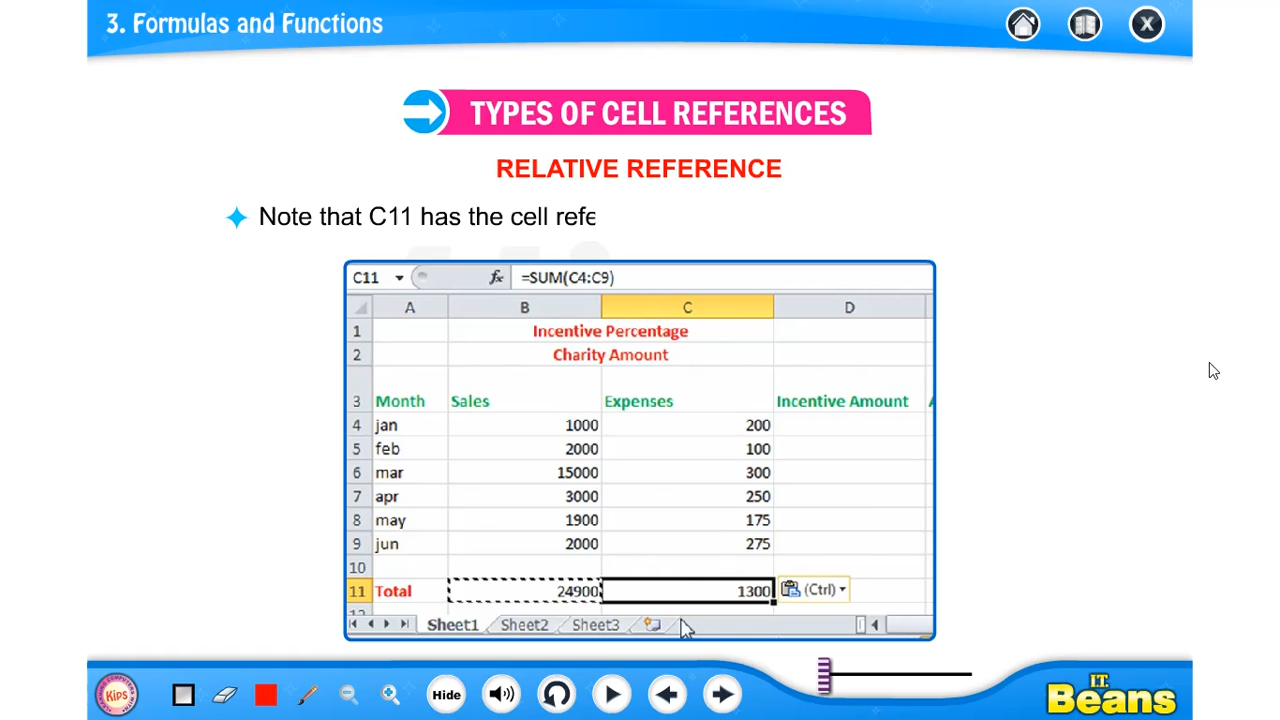 3. Formulas and Functions
TYPES OF CELL REFERENCES
RELATIVE REFERENCE
Note that C11 has the cell refe
C11 fx =SUM(C4:C9)
A B C D
1 Incentive Percentage
2 Charity Amount
3 Month Sales Expenses Incentive Amount
4 jan 1000 200
5 feb 2000 100
6 mar 15000 300
7 apr 3000 250
8 may 1900 175
9 jun 2000 275
10
11 Total 24900 1300 (Ctrl)
Sheet1 Sheet2 Sheet3
Kips Hide I.T. Beans